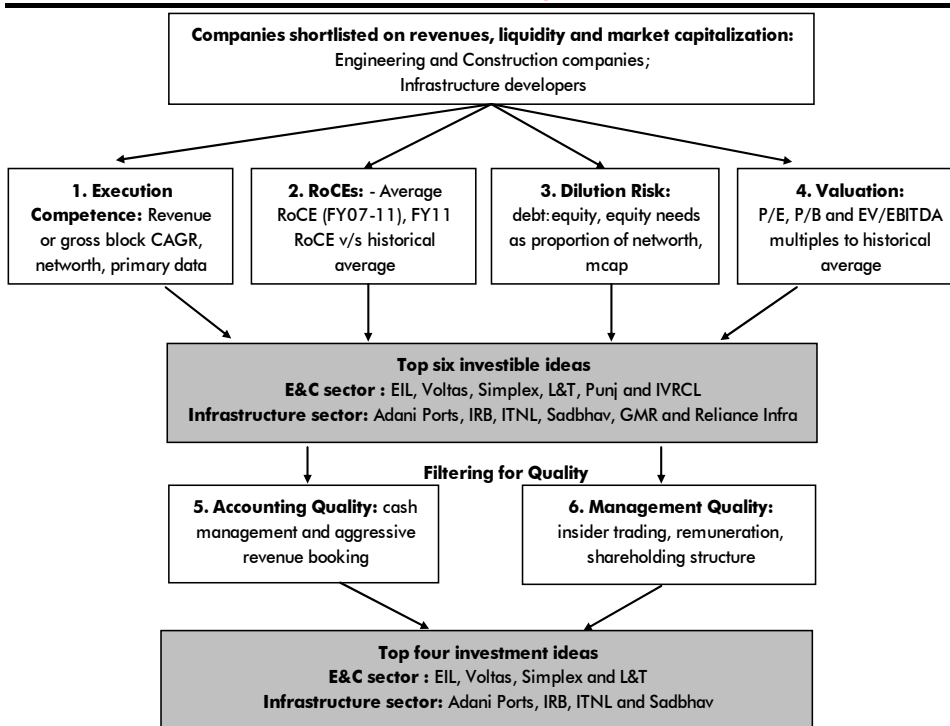 Companies shortlisted on revenues, liquidity and market capitalization:
Engineering and Construction companies;
Infrastructure developers
1. Execution
Competence: Revenue
or gross block CAGR,
networth, primary data
2. RoCEs: - Average
RoCE (FY07-11), FY11
RoCE v/s historical
average
3. Dilution Risk:
debt:equity, equity needs
as proportion of networth,
mcap
4. Valuation:
P/E, P/B and EV/EBITDA
multiples to historical
average
Top six investible ideas
E&C sector : EIL, Voltas, Simplex, L&T, Punj and IVRCL
Infrastructure sector: Adani Ports, IRB, ITNL, Sadbhav, GMR and Reliance Infra
Filtering for Quality
5. Accounting Quality: cash
management and aggressive
revenue booking
6. Management Quality:
insider trading, remuneration,
shareholding structure
Top four investment ideas
E&C sector : EIL, Voltas, Simplex and L&T
Infrastructure sector: Adani Ports, IRB, ITNL and Sadbhav